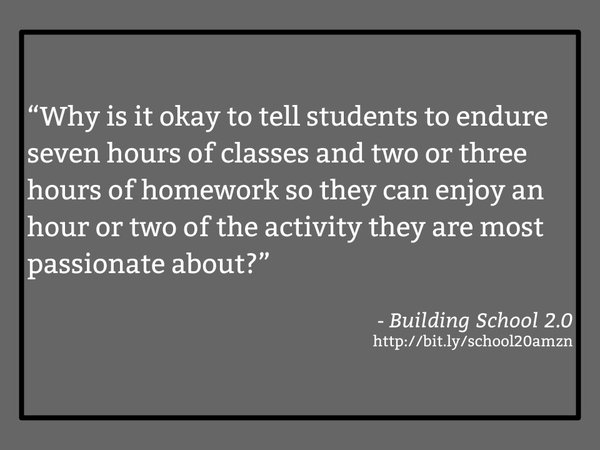 “Why is it okay to tell students to endure
seven hours of classes and two or three
hours of homework so they can enjoy an
hour or two of the activity they are most
passionate about?”
- Building School 2.0
http://bit.ly/school20amzn